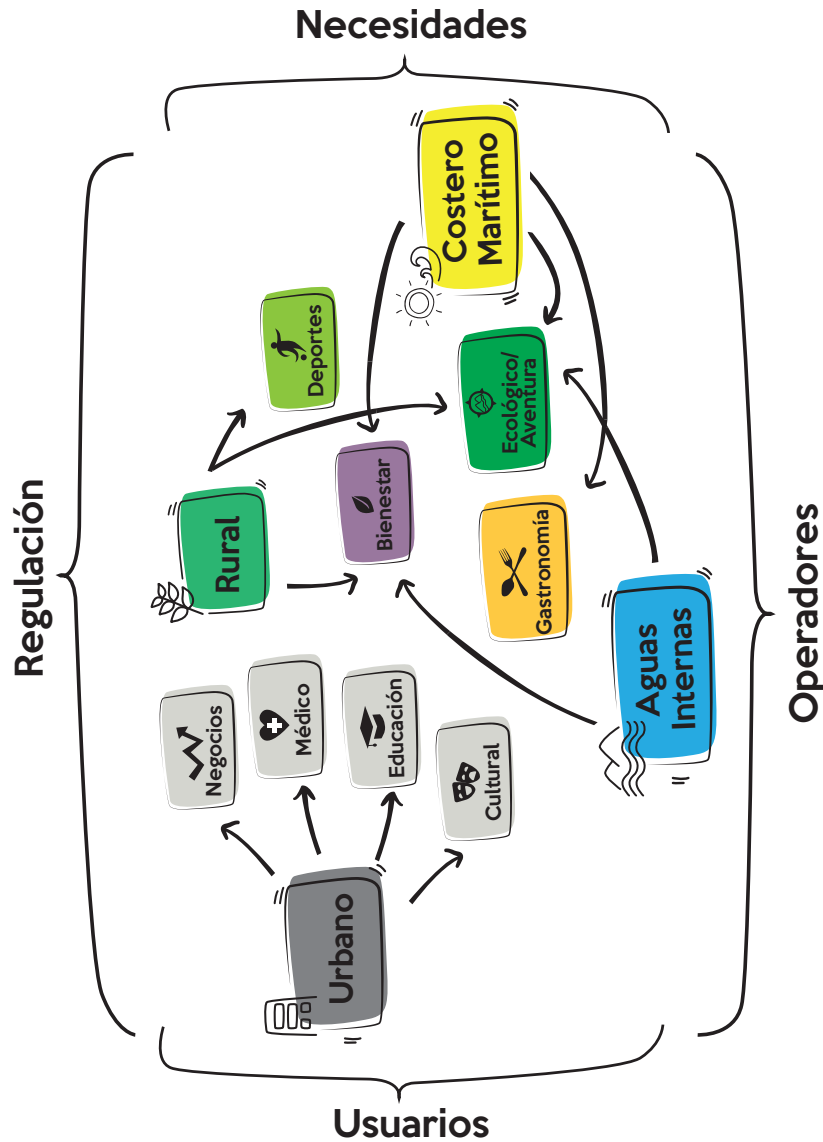 Necesidades
Regulación
Costero
Marítimo
Deportes
Rural
Bienestar
Ecológico/
Aventura
Gastronomía
Aguas
Internas
Operadores
Negocios
Médico
Educación
Cultural
Urbano
Usuarios